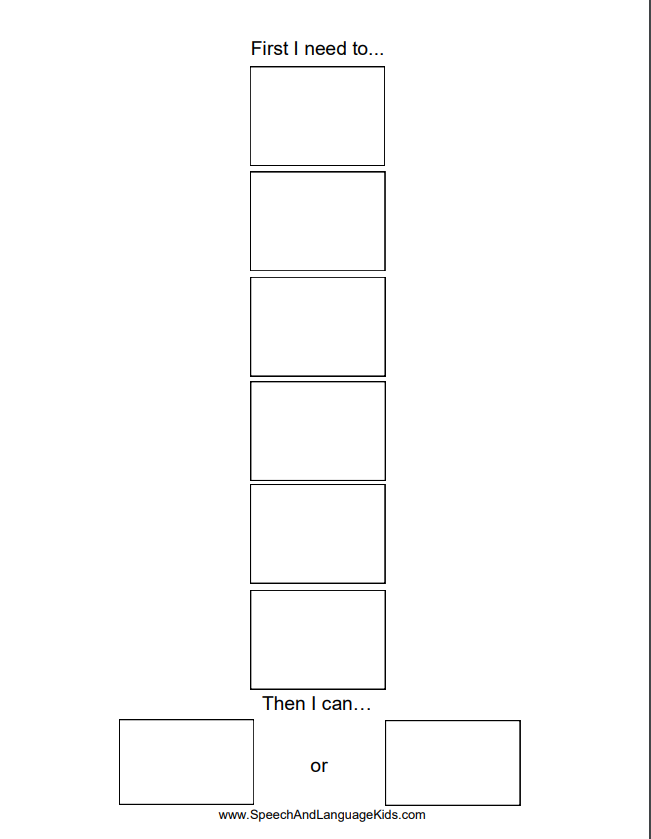 First I need to...
Then I can…
or
www.SpeechAndLanguageKids.com